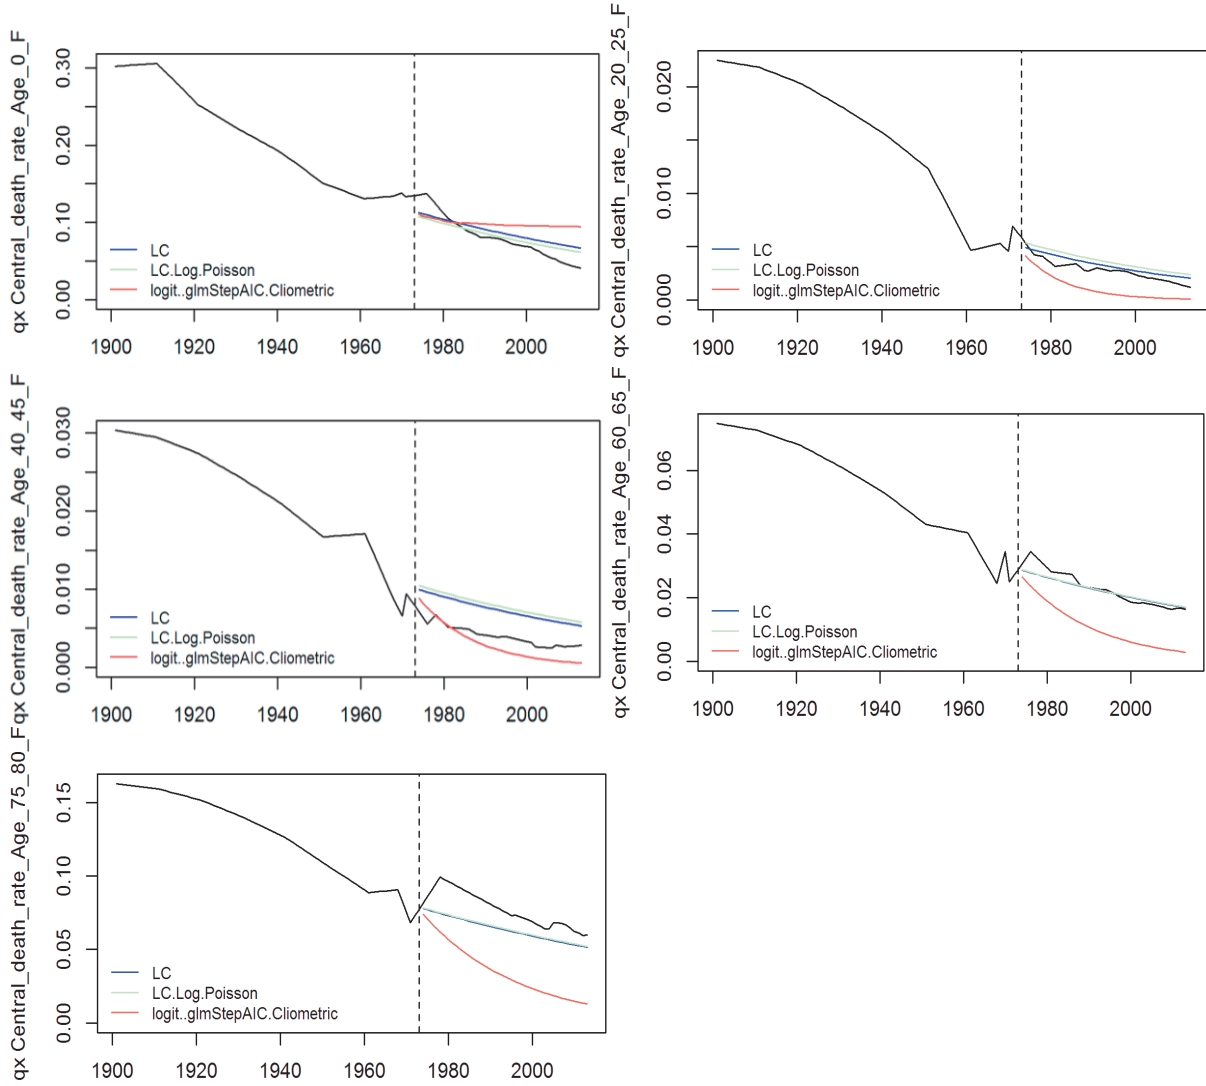 qx Central_death_rate_Age_0_F
0.30
0.20
0.10
0.00
LC
LC.Log.Poisson
logit..glmStepAIC.Cliometric
1900 1920 1940 1960 1980 2000
qx Central_death_rate_Age_20_25_F
0.020
0.010
0.000
LC
LC.Log.Poisson
logit..glmStepAIC.Cliometric
1900 1920 1940 1960 1980 2000
qx Central_death_rate_Age_40_45_F
0.030
0.020
0.010
0.000
LC
LC.Log.Poisson
logit..glmStepAIC.Cliometric
1900 1920 1940 1960 1980 2000
qx Central_death_rate_Age_60_65_F
0.06
0.04
0.02
0.00
LC
LC.Log.Poisson
logit..glmStepAIC.Cliometric
1900 1920 1940 1960 1980 2000
qx Central_death_rate_Age_75_80_F
0.15
0.10
0.05
0.00
LC
LC.Log.Poisson
logit..glmStepAIC.Cliometric
1900 1920 1940 1960 1980 2000